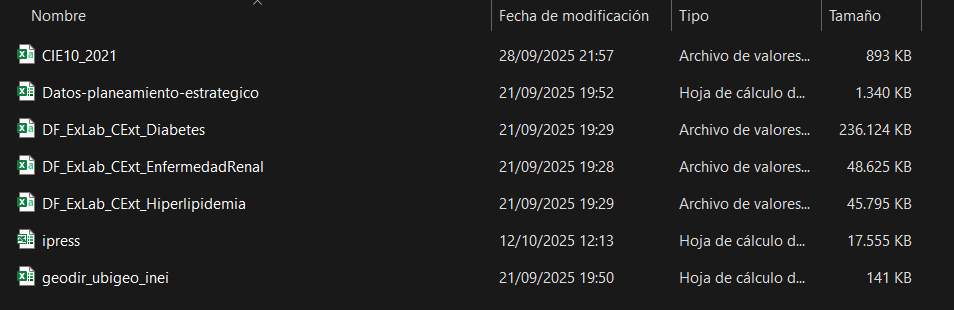 Nombre Fecha de modificación Tipo Tamaño
CIE10_2021 28/09/2025 21:57 Archivo de valores... 893 KB
Datos-planeamiento-estrategico 21/09/2025 19:52 Hoja de cálculo d... 1.340 KB
DF_ExLab_CExt_Diabetes 21/09/2025 19:29 Archivo de valores... 236.124 KB
DF_ExLab_CExt_EnfermedadRenal 21/09/2025 19:28 Archivo de valores... 48.625 KB
DF_ExLab_CExt_Hiperlipidemia 21/09/2025 19:29 Archivo de valores... 45.795 KB
ipress 12/10/2025 12:13 Hoja de cálculo d... 17.555 KB
geodir_ubigeo_inei 21/09/2025 19:50 Hoja de cálculo d... 141 KB